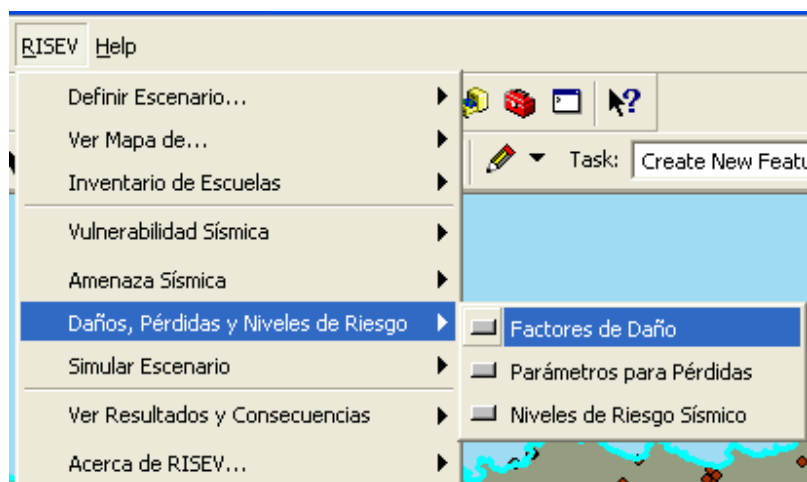 RISEV Help
Definir Escenario...
Ver Mapa de...
Task: Create New Featu
Inventario de Escuelas
Vulnerabilidad Sísmica
Amenaza Sísmica
Daños, Pérdidas y Niveles de Riesgo
Factores de Daño
Simular Escenario
Parámetros para Pérdidas
Niveles de Riesgo Sísmico
Ver Resultados y Consecuencias
Acerca de RISEV...